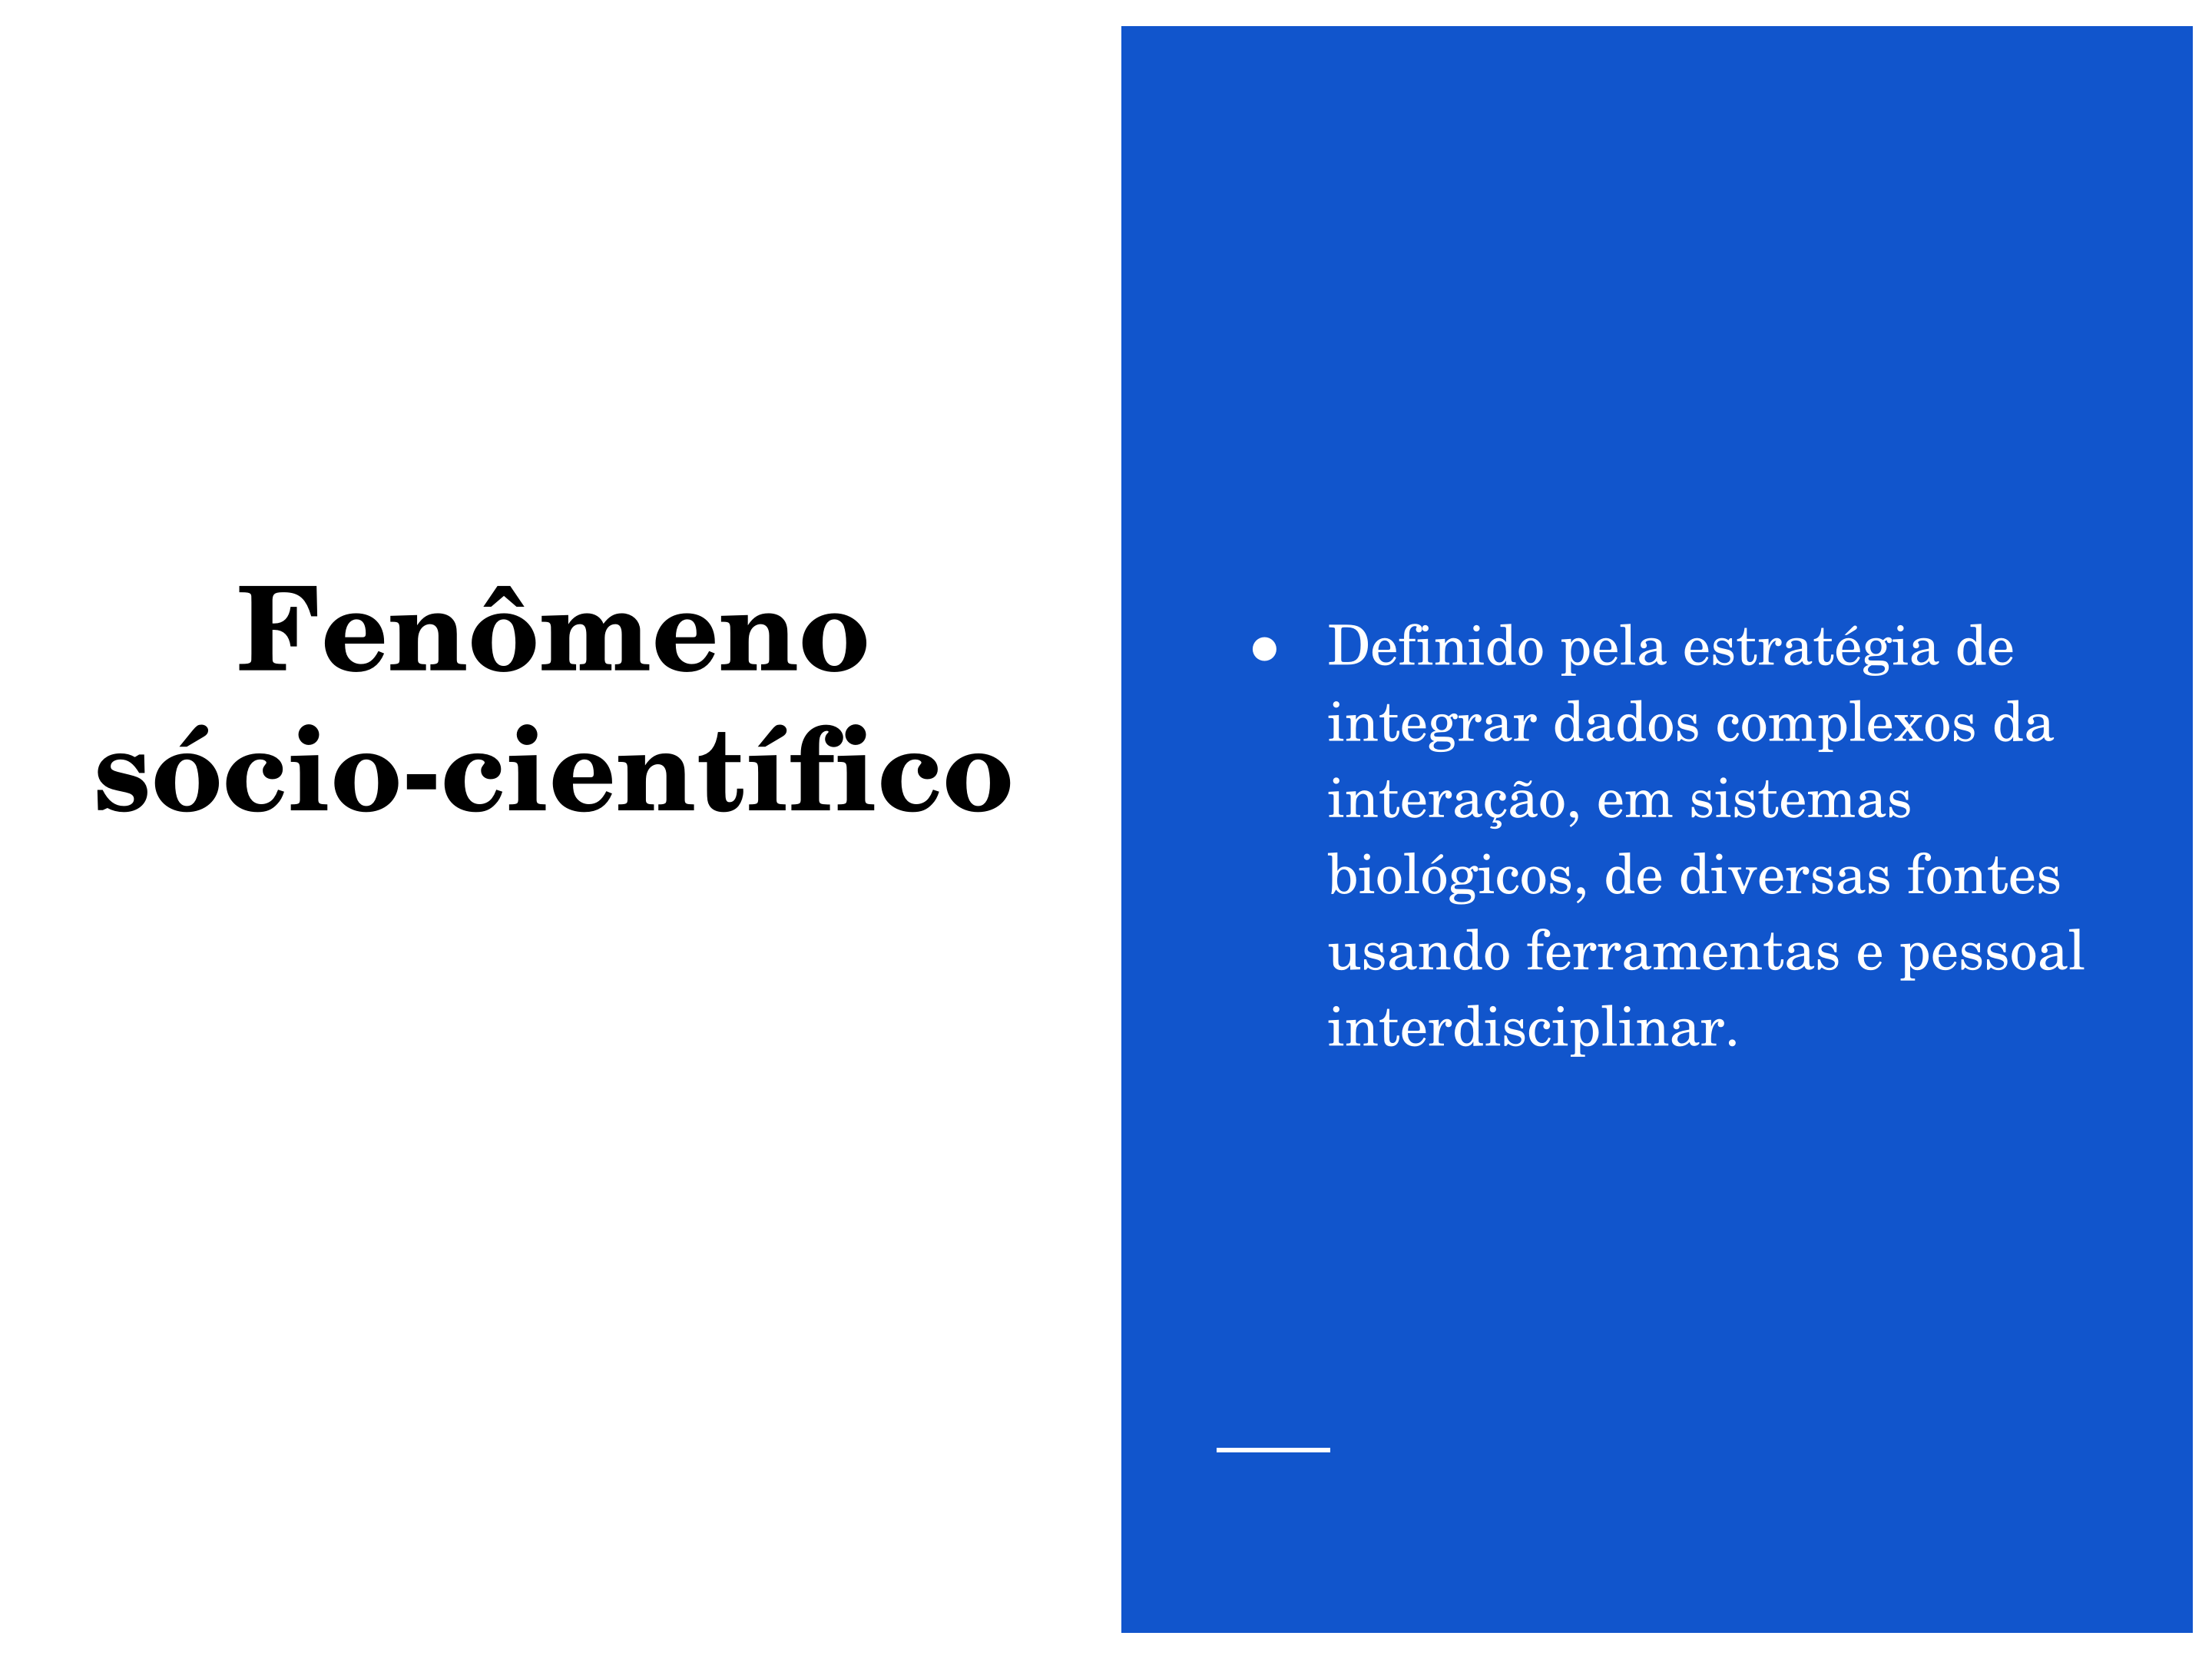 Fenômeno
sócio-científico
● Definido pela estratégia de
integrar dados complexos da
interação, em sistemas
biológicos, de diversas fontes
usando ferramentas e pessoal
interdisciplinar.